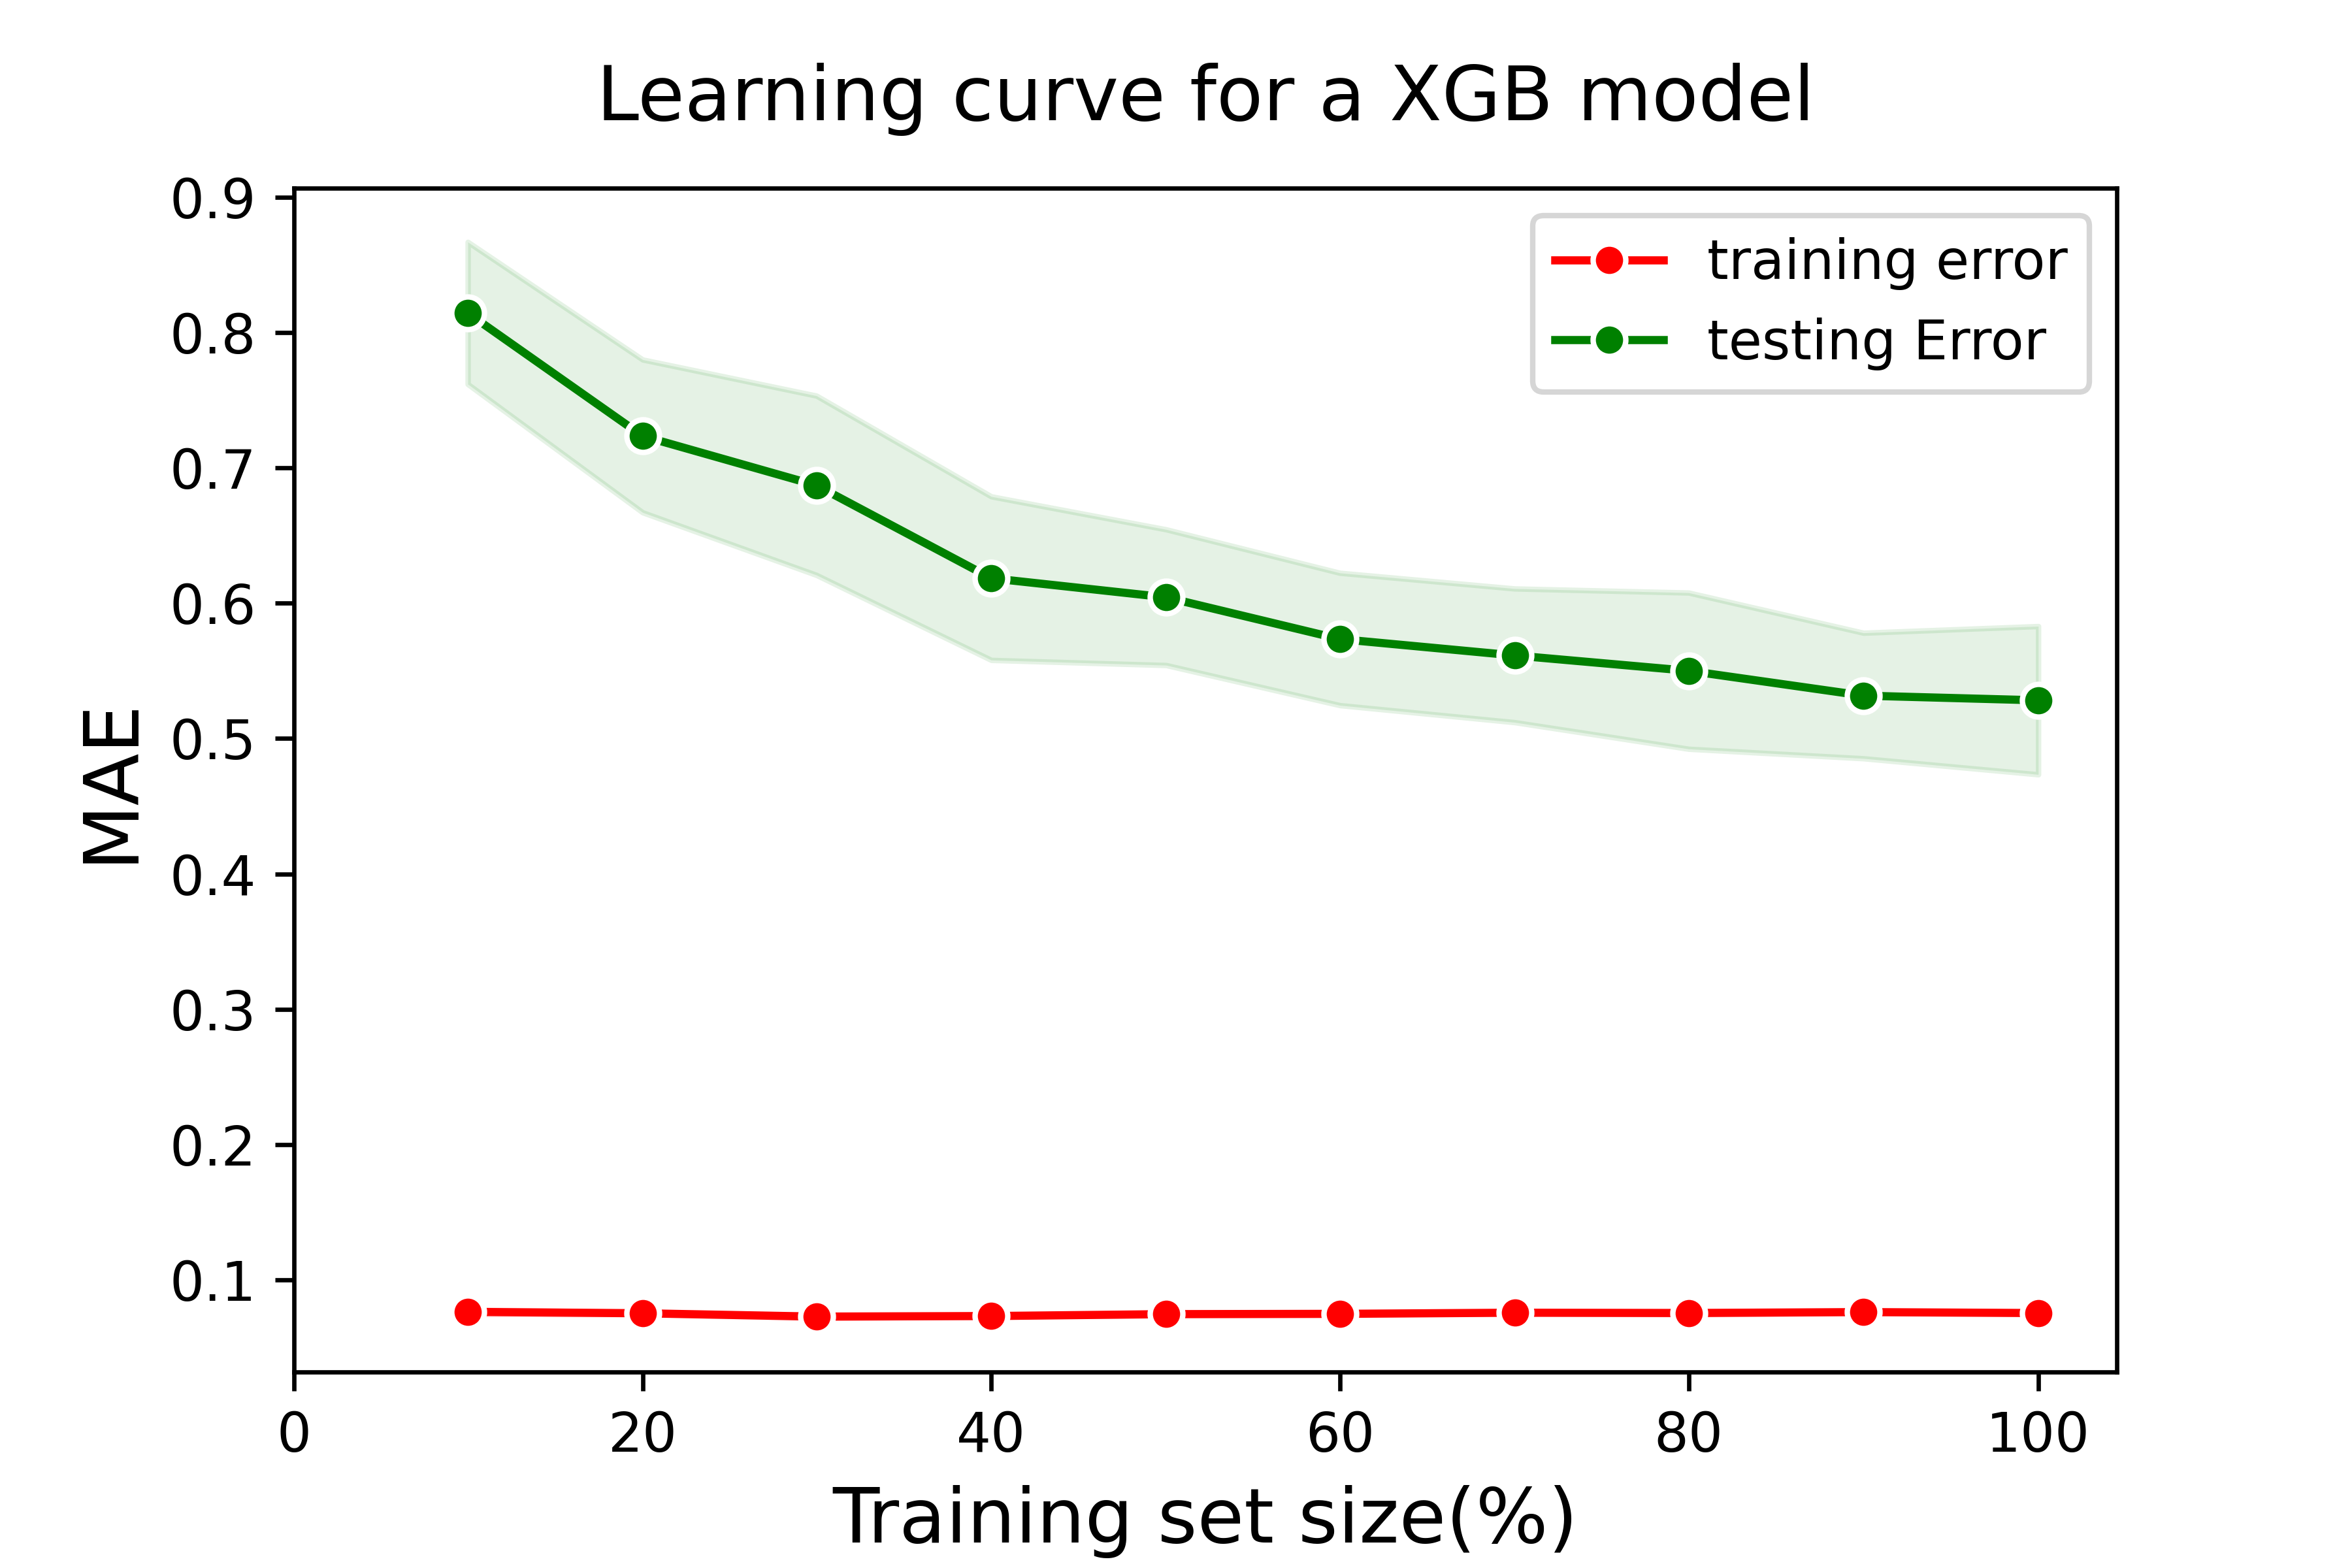 Learning curve for a XGB model
0.9
0.8
0.7
0.6
0.5
0.4
0.3
0.2
0.1
MAE
training error
testing Error
0 20 40 60 80 100
Training set size(%)